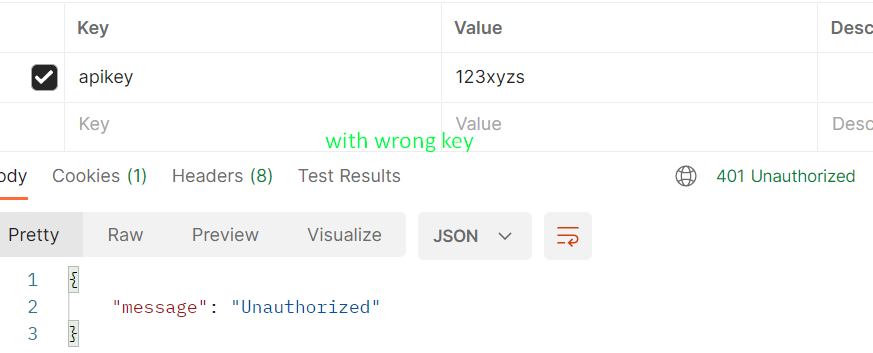 Key Value Desc
apikey 123xyzs
Key Value Desc
with wrong key
ody Cookies (1) Headers (8) Test Results 401 Unauthorized
Pretty Raw Preview Visualize JSON
1 {
2 "message": "Unauthorized"
3 }